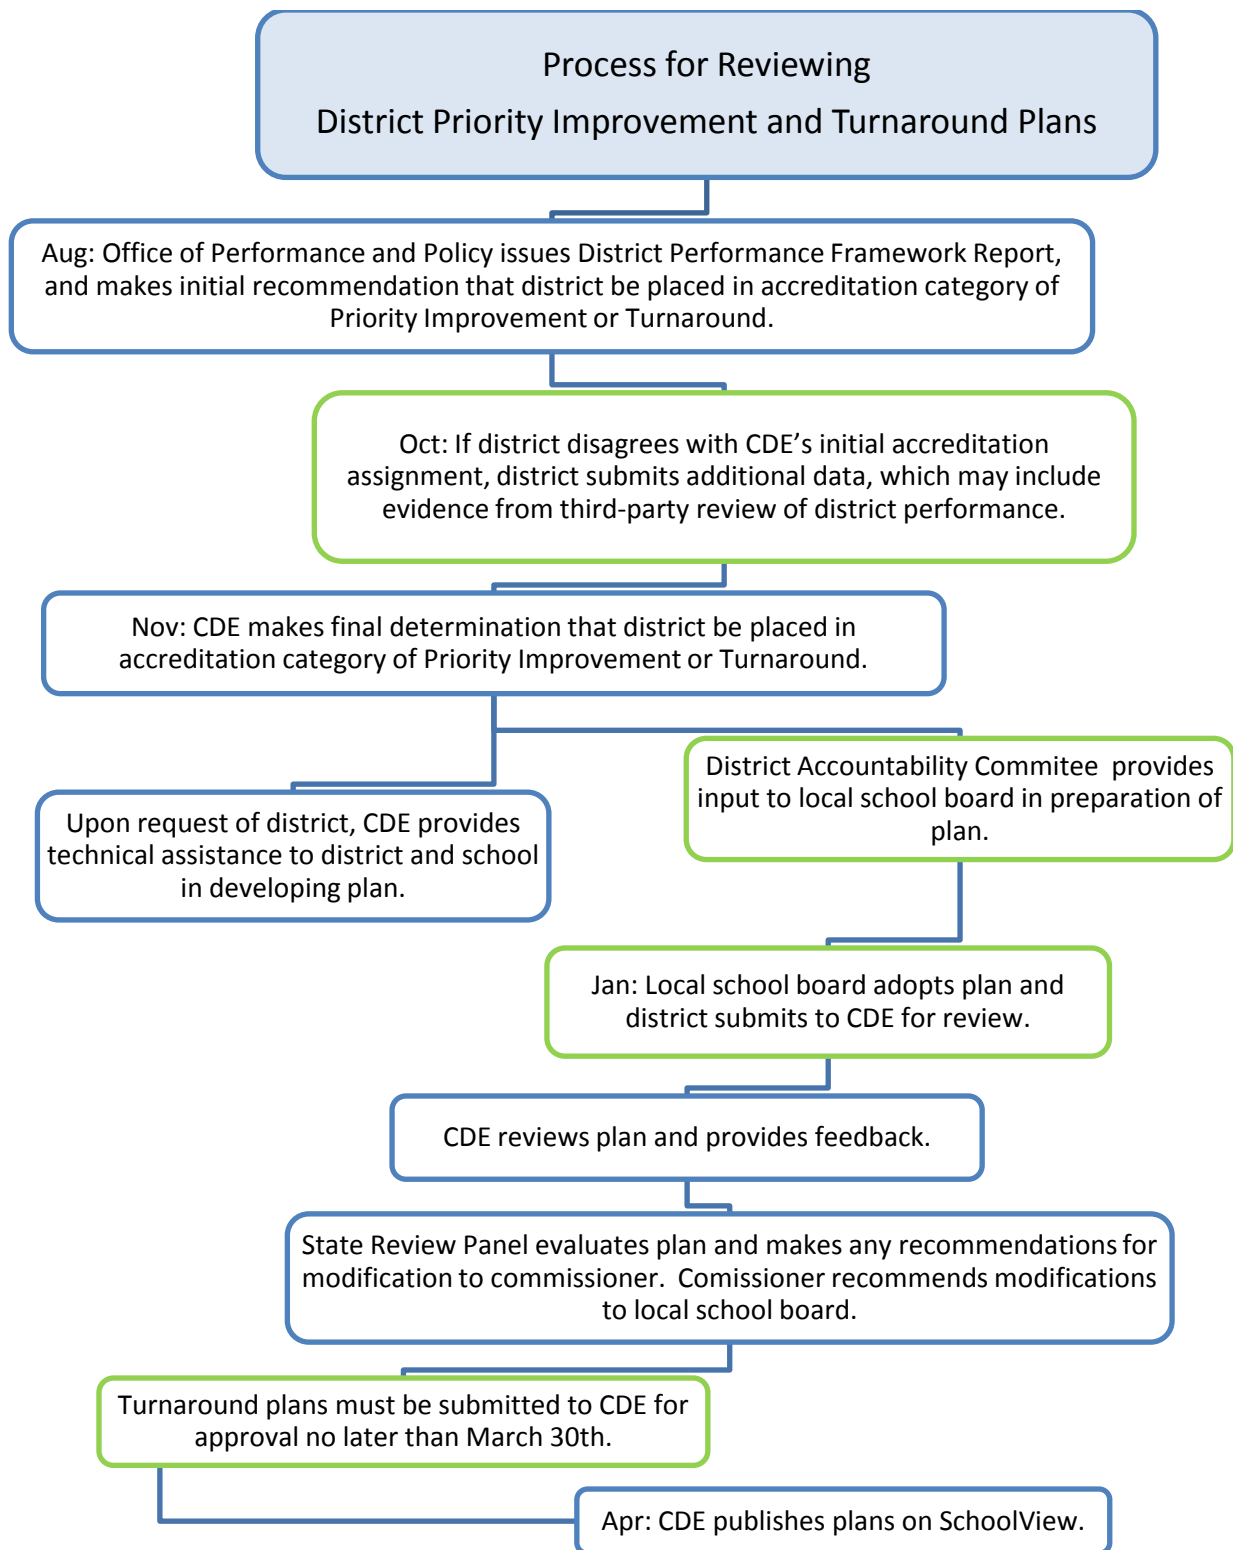 Process for Reviewing
District Priority Improvement and Turnaround Plans
Aug: Office of Performance and Policy issues District Performance Framework Report,
and makes initial recommendation that district be placed in accreditation category of
Priority Improvement or Turnaround.
Oct: If district disagrees with CDE’s initial accreditation
assignment, district submits additional data, which may include
evidence from third-party review of district performance.
Nov: CDE makes final determination that district be placed in
accreditation category of Priority Improvement or Turnaround.
District Accountability Commitee provides
input to local school board in preparation of
plan.
Upon request of district, CDE provides
technical assistance to district and school
in developing plan.
Jan: Local school board adopts plan and
district submits to CDE for review.
CDE reviews plan and provides feedback.
State Review Panel evaluates plan and makes any recommendations for
modification to commissioner. Comissioner recommends modifications
to local school board.
Turnaround plans must be submitted to CDE for
approval no later than March 30th.
Apr: CDE publishes plans on SchoolView.